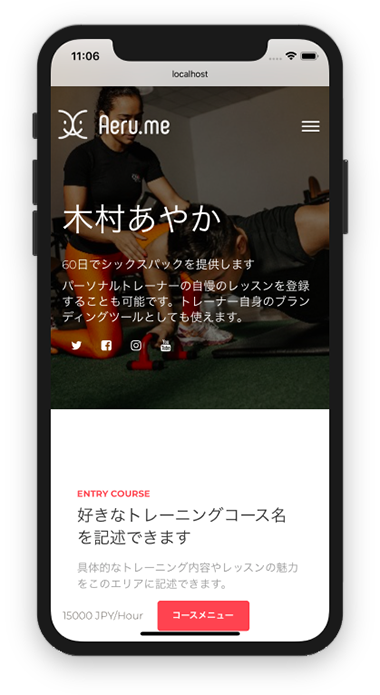 11:06
localhost
Aeru.me
木村あやか
60日でシックスパックを提供します
パーソナルトレーナーの自慢のレッスンを登録
することも可能です。トレーナー自身のブラン
ディングツールとしても使えます。
ENTRY COURSE
好きなトレーニングコース名
を記述できます
具体的なトレーニング内容やレッスンの魅力
をこのエリアに記述できます。
15000 JPY/Hour コースメニュー